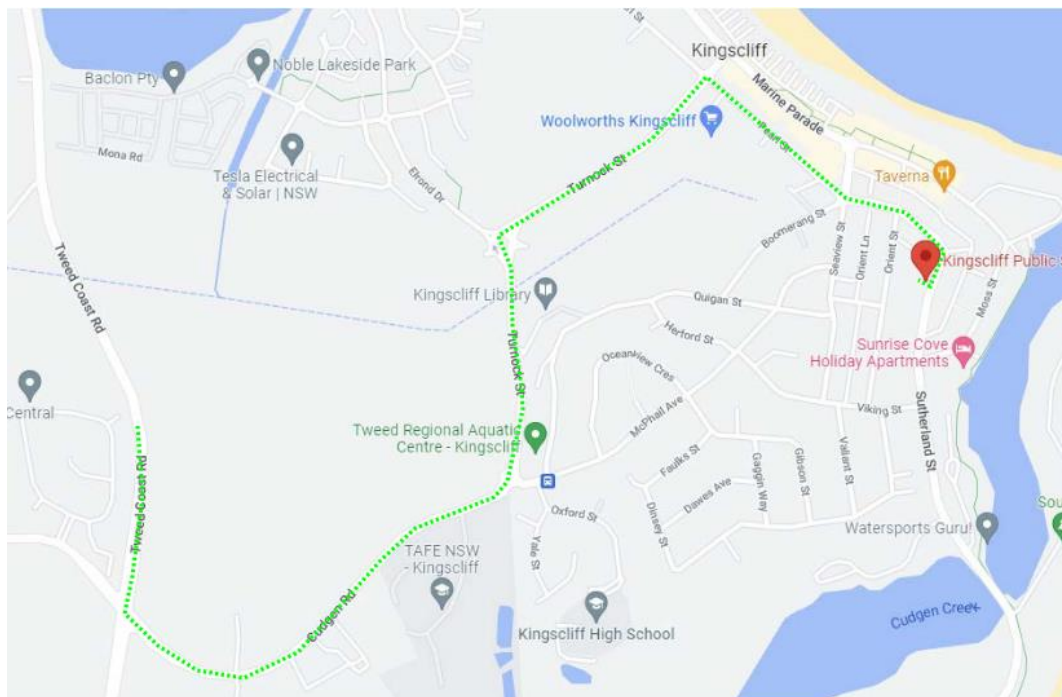 Kingscliff
Noble Lakeside Park
Baclon Pty
Marine Parade
Woolworths Kingscliff
Pearl St
Mona Rd
Tesla Electrical
& Solar | NSW
Elrond Dr
Turnock St
Taverna
Boomerang St
Seaview St
Orient Ln
Orient St
Kingscliff Public
Moss St
Tweed Coast Rd
Kingscliff Library
Quigan St
Turnock St
Herford St
Sunrise Cove
Holiday Apartments
Oceanview Cres
McPhail Ave
Viking St
Sutherland St
Central
Tweed Regional Aquatic
Centre - Kingscliff
Tweed Coast Rd
Faulks St
Gibson St
Gaggin Way
Valiant St
Dawes Ave
Dinsey St
Oxford St
Yale St
Watersports Guru!
Sou
TAFE NSW
- Kingscliff
Cudgen Rd
Kingscliff High School
Cudgen Creek